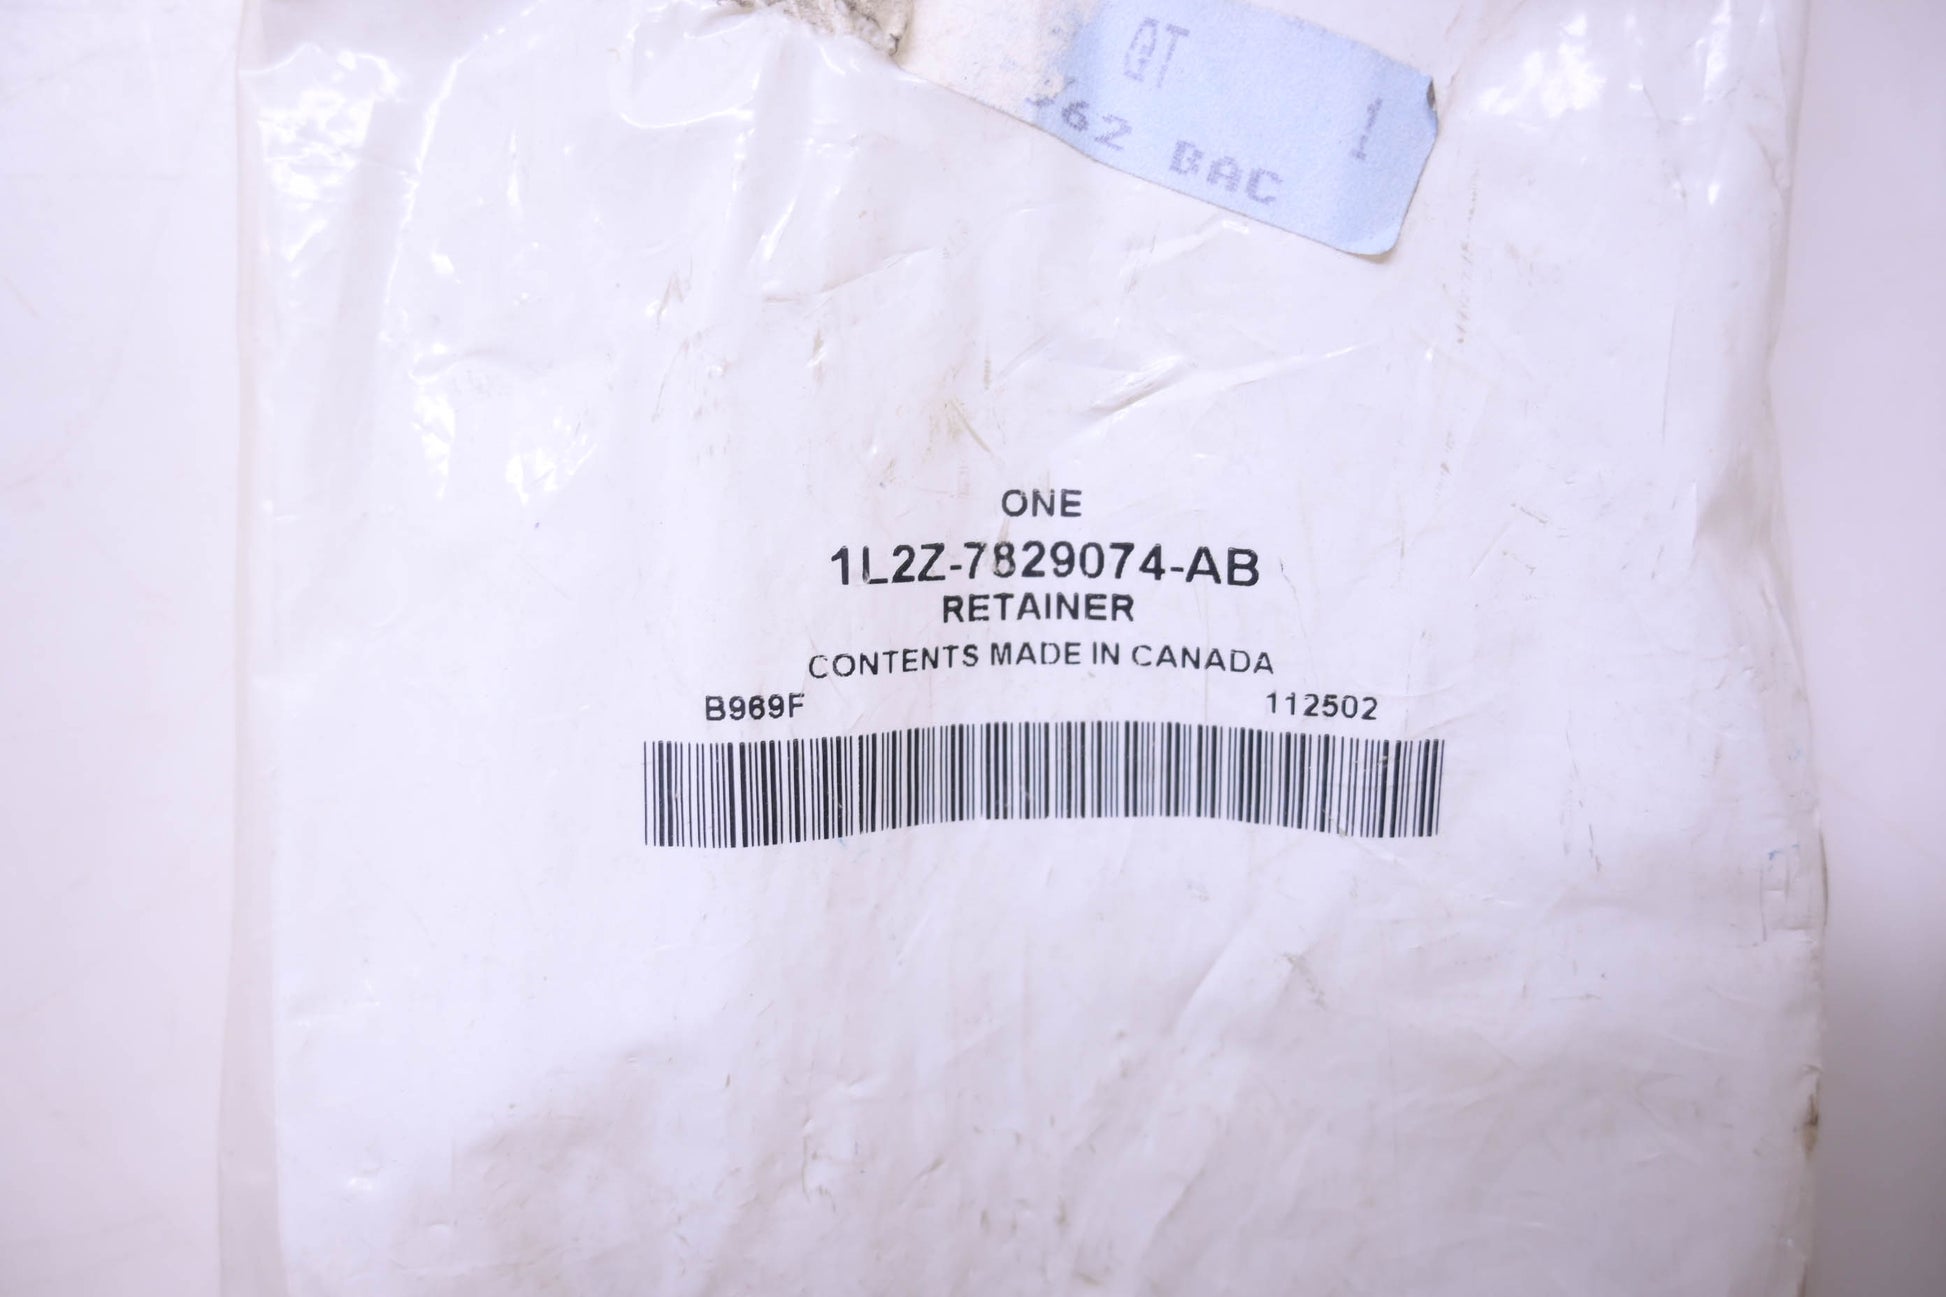 QT 1
362 BAC
ONE
1L2Z-7829074-AB
RETAINER
CONTENTS MADE IN CANADA
B969F 112502